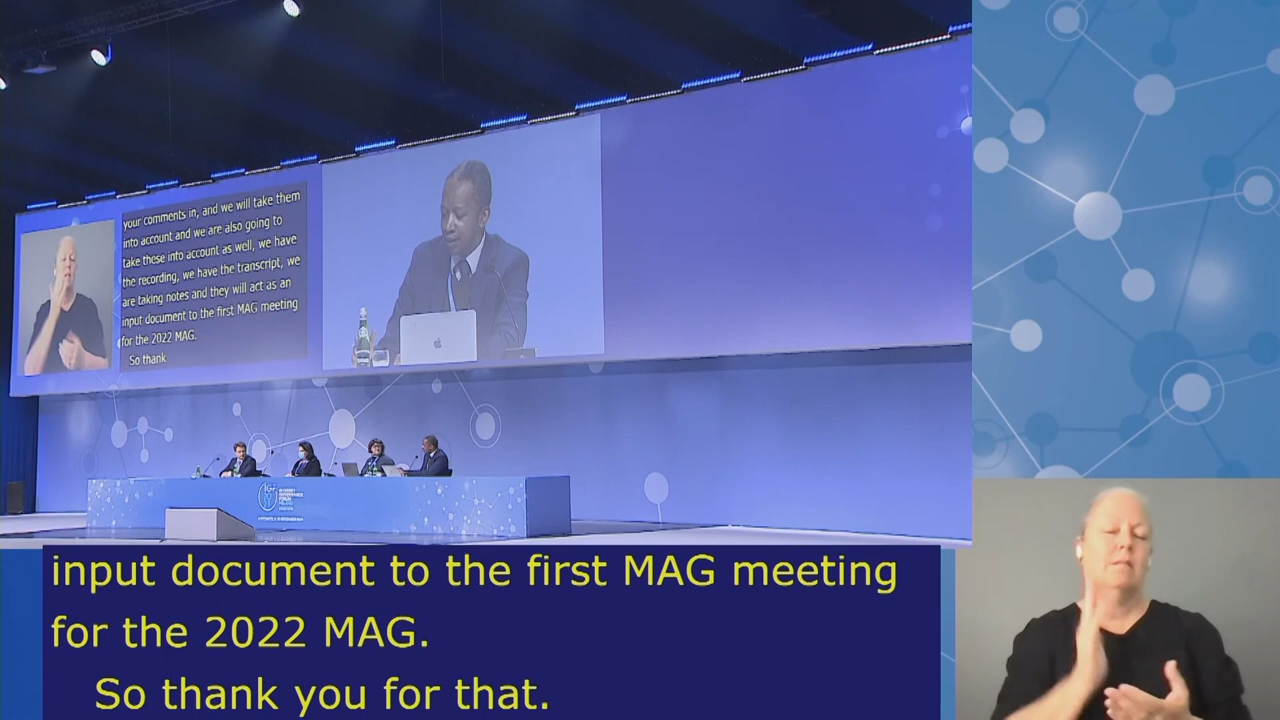 your comments in, and we will take them
into account and we are also going to
take these into account as well, we have
the recording, we have the transcript, we
are taking notes and they will act as an
input document to the first MAG meeting
for the 2022 MAG.
So thank
input document to the first MAG meeting
for the 2022 MAG.
So thank you for that.